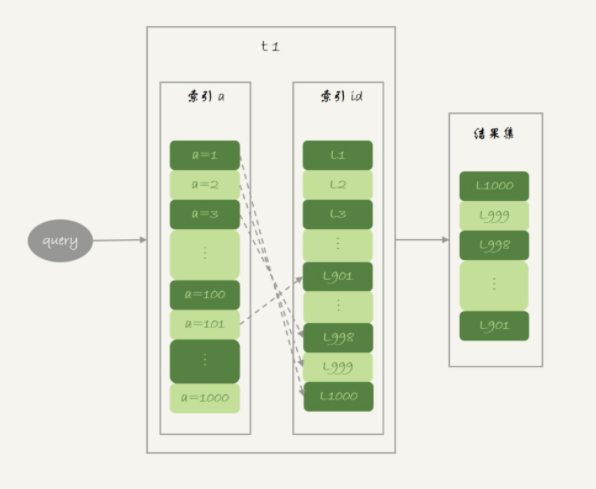 t1
索引 a
索引 id
结果集
query
a=1
a=2
a=3
⋮
a=100
a=101
⋮
a=1000
L1
L2
L3
⋮
L901
⋮
L998
L999
L1000
L1000
L999
L998
⋮
L901